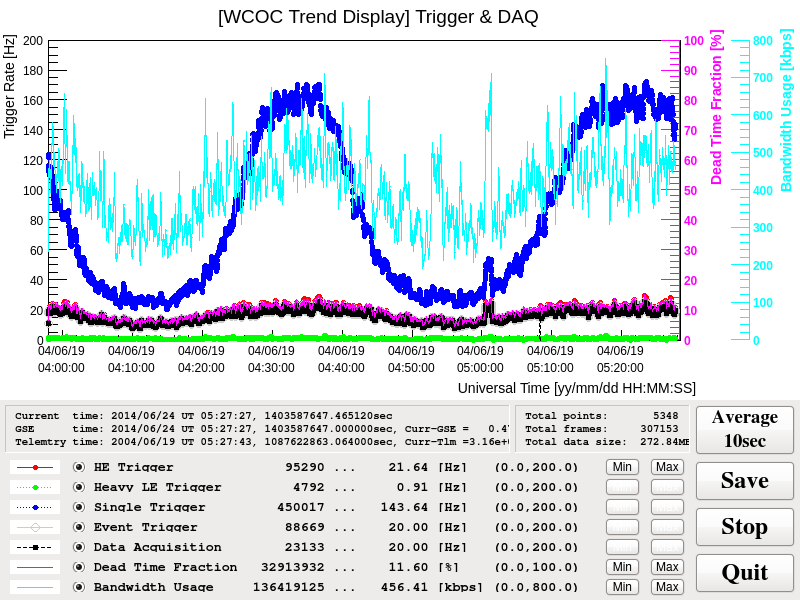 [WCOC Trend Display] Trigger & DAQ
Trigger Rate [Hz]
200
180
160
140
120
100
80
60
40
20
0
100
90
80
70
60
50
40
30
20
10
0
Dead Time Fraction [%]
800
700
600
500
400
300
200
100
0
Bandwidth Usage [kbps]
04/06/19 04/06/19 04/06/19 04/06/19 04/06/19 04/06/19 04/06/19 04/06/19 04/06/19
04:00:00 04:10:00 04:20:00 04:30:00 04:40:00 04:50:00 05:00:00 05:10:00 05:20:00
Universal Time [yy/mm/dd HH:MM:SS]
Current time: 2014/06/24 UT 05:27:27, 1403587647.465120sec
GSE time: 2014/06/24 UT 05:27:27, 1403587647.000000sec, Curr-GSE = 0.4
Telemtry time: 2004/06/19 UT 05:27:43, 1087622863.064000sec, Curr-Tlm =3.16e+
Total points: 5348
Total frames: 307153
Total data size: 272.84
Average
10sec
HE Trigger 95290 ... 21.64 [Hz] (0.0,200.0) Min Max
Heavy LE Trigger 4792 ... 0.91 [Hz] (0.0,200.0)
Single Trigger 450017 ... 143.64 [Hz] (0.0,200.0)
Event Trigger 88669 ... 20.00 [Hz] (0.0,200.0)
Data Acquisition 23133 ... 20.00 [Hz] (0.0,200.0)
Dead Time Fraction 32913932 ... 11.60 [%] (0.0,100.0) Min Max
Bandwidth Usage 136419125 ... 456.41 [kbps] (0.0,800.0) Min Max
Save
Stop
Quit